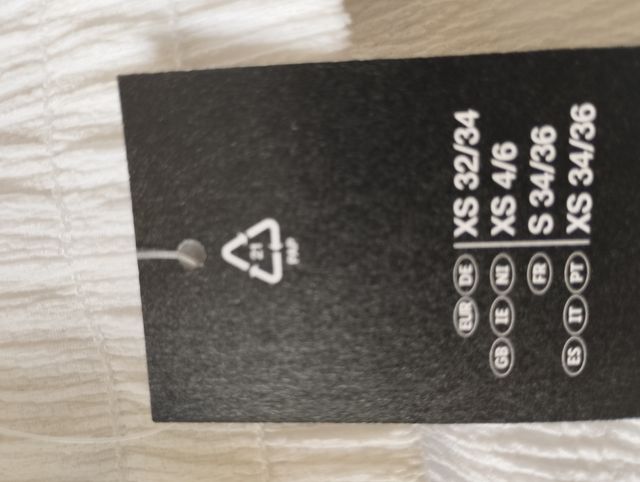 21
PAP
EUR DE XS 32/34
GB IE NI XS 4/6
FR S 34/36
ES IT PT XS 34/36